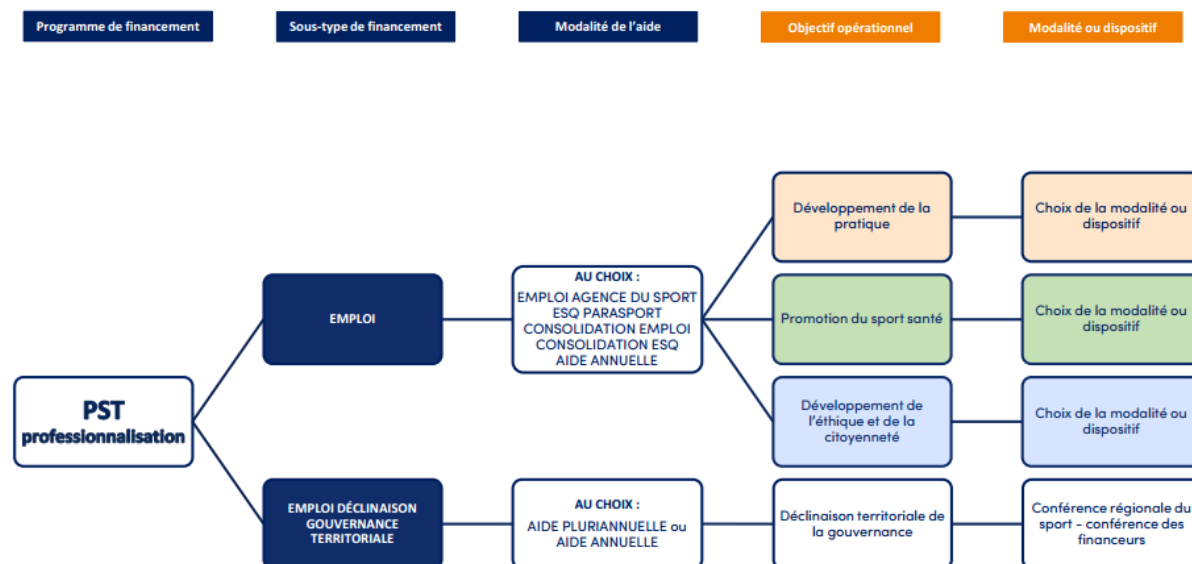 Programme de financement
Sous-type de financement
Modalité de l'aide
Objectif opérationnel
Modalité ou dispositif
Développement de la
pratique
Choix de la modalité ou
dispositif
AU CHOIX :
EMPLOI AGENCE DU SPORT
ESQ PARASPORT
CONSOLIDATION EMPLOI
CONSOLIDATION ESQ
AIDE ANNUELLE
EMPLOI
Promotion du sport santé
Choix de la modalité ou
dispositif
PST
professionnalisation
Développement de
l'éthique et de la
citoyenneté
Choix de la modalité ou
dispositif
EMPLOI DÉCLINAISON
GOUVERNANCE
TERRITORIALE
AU CHOIX :
AIDE PLURIANNUELLE ou
AIDE ANNUELLE
Déclinaison territoriale de
la gouvernance
Conférence régionale du
sport - conférence des
financeurs